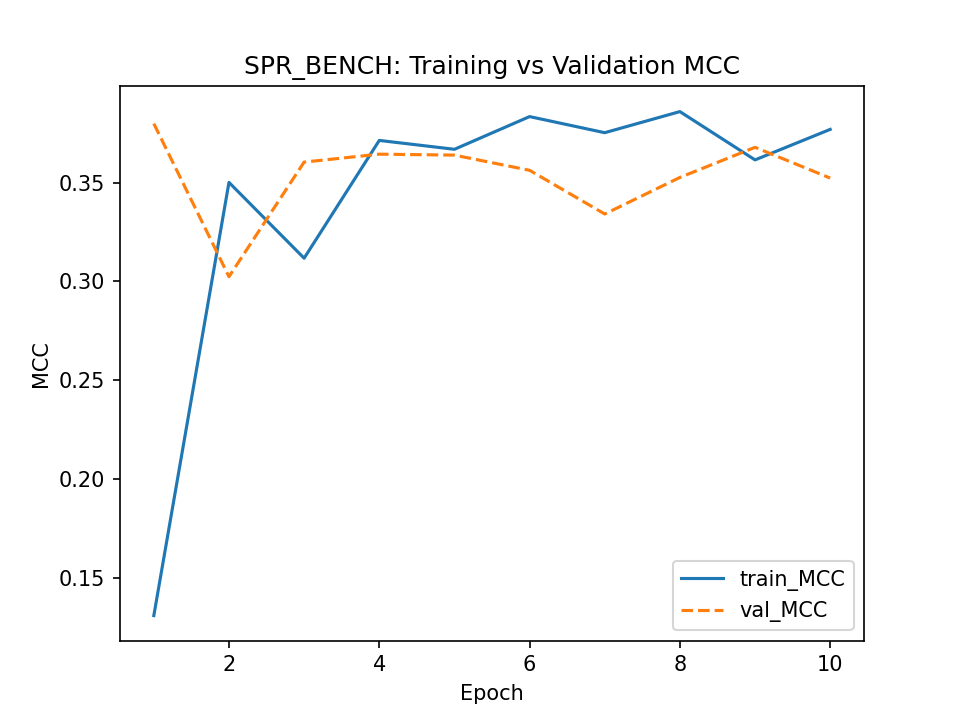 SPR_BENCH: Training vs Validation MCC
MCC
0.35
0.30
0.25
0.20
0.15
train_MCC
val_MCC
2 4 6 8 10
Epoch